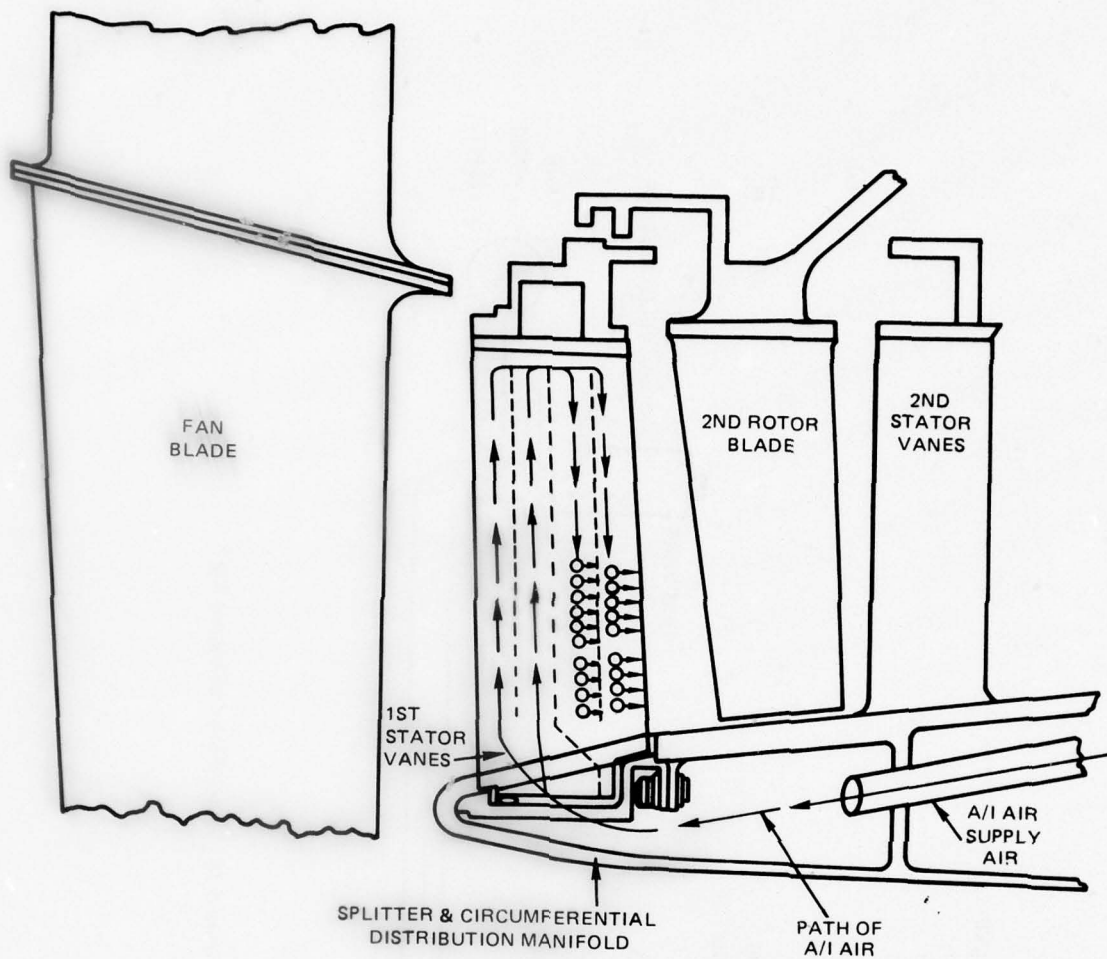 FAN
BLADE
2ND ROTOR
BLADE
2ND
STATOR
VANES
1ST
STATOR
VANES
A/I AIR
SUPPLY
AIR
SPLITTER & CIRCUMFERENTIAL
DISTRIBUTION MANIFOLD
PATH OF
A/I AIR